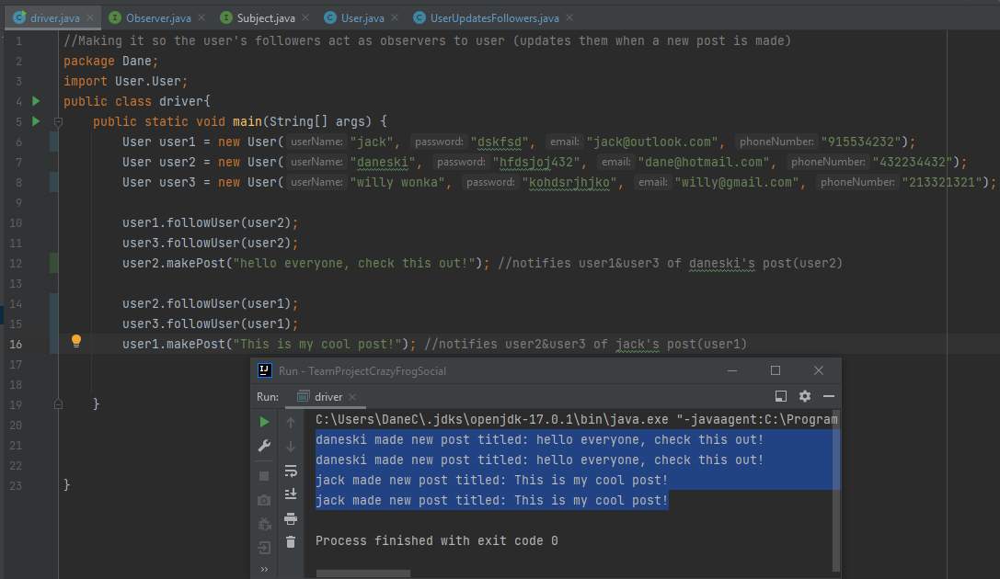 driver.java Observer.java Subject.java User.java UserUpdatesFollowers.java
1 //Making it so the user's followers act as observers to user (updates them when a new post is made)
2 package Dane;
3 import User.User;
4 public class driver{
5 public static void main(String[] args) {
6 User user1 = new User( userName: "jack", password: "dskfsd", email: "jack@outlook.com", phoneNumber: "915534232");
7 User user2 = new User( userName: "daneski", password: "hfdsjoj432", email: "dane@hotmail.com", phoneNumber: "432234432");
8 User user3 = new User( userName: "willy wonka", password: "kohdsrjhjko", email: "willy@gmail.com", phoneNumber: "213321321");
9
10 user1.followUser(user2);
11 user3.followUser(user2);
12 user2.makePost("hello everyone, check this out!"); //notifies user1&user3 of daneski's post(user2)
13
14 user2.followUser(user1);
15 user3.followUser(user1);
16 user1.makePost("This is my cool post!"); //notifies user2&user3 of jack's post(user1)
17
18
19 }
20
21
22
23 }
Run - TeamProjectCrazyFrogSocial
Run: driver
C:\Users\DaneC\.jdks\openjdk-17.0.1\bin\java.exe "-javaagent:C:\Program
daneski made new post titled: hello everyone, check this out!
daneski made new post titled: hello everyone, check this out!
jack made new post titled: This is my cool post!
jack made new post titled: This is my cool post!
Process finished with exit code 0